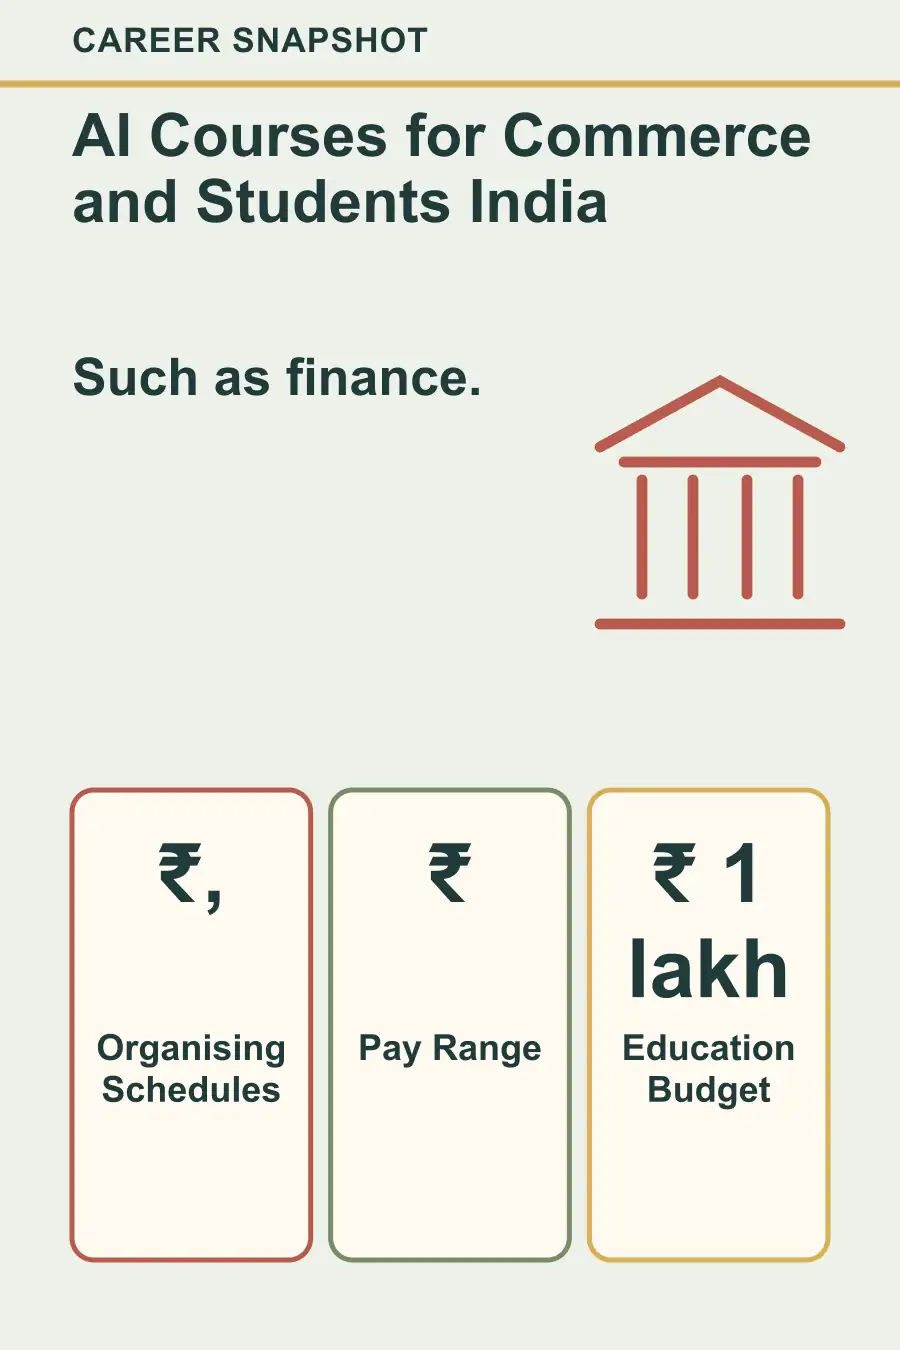 CAREER SNAPSHOT
AI Courses for Commerce
and Students India
Such as finance.
₹,
Organising
Schedules
₹
Pay Range
₹ 1
lakh
Education
Budget